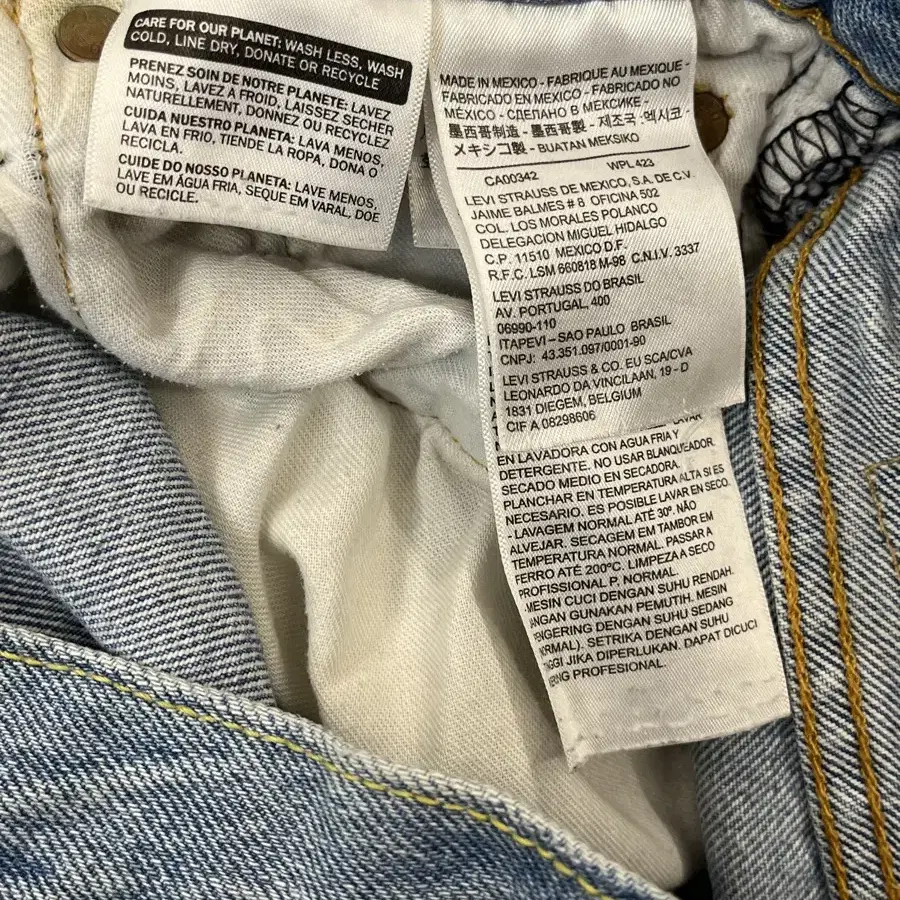 CARE FOR OUR PLANET: WASH LESS, WASH
COLD, LINE DRY, DONATE OR RECYCLE
PRENEZ SOIN DE NOTRE PLANETE: LAVEZ
MOINS, LAVEZ A FROID, LAISSEZ SECHER
NATURELLEMENT, DONNEZ OU RECYCLEZ
CUIDA NUESTRO PLANETA: LAVA MENOS,
LAVA EN FRIO, TIENDE LA ROPA, DONA O
RECICLA.
CUIDE DO NOSSO PLANETA: LAVE MENOS,
LAVE EM ÁGUA FRIA, SEQUE EM VARAL, DOE
OU RECYCLE.
MADE IN MEXICO - FABRIQUE AU MEXIQUE -
FABRICADO EN MEXICO - FABRICADO NO
MEXICO - СДЕЛАНО В МЕКСИКЕ -
墨西哥制造 - 墨西哥製 - 제조국 :멕시코
メキシコ製 - BUATAN MEKSIKO
CA00342 WPL 423
LEVI STRAUSS DE MEXICO, S.A. DE C.V.
JAIME BALMES # 8 OFICINA 502
COL. LOS MORALES POLANCO
DELEGACION MIGUEL HIDALGO
C.P. 11510 MEXICO D.F.
R.F.C. LSM 660818 M-98 C.N.I.V. 3337
LEVI STRAUSS DO BRASIL
AV. PORTUGAL, 400
06990-110
ITAPEVI – SAO PAULO BRASIL
CNPJ: 43.351.097/0001-90
LEVI STRAUSS & CO. EU SCA/CVA
LEONARDO DA VINCILAAN, 19 - D
1831 DIEGEM, BELGIUM
CIF A 08298606
LAVAR
EN LAVADORA CON AGUA FRIA Y
DETERGENTE. NO USAR BLANQUEADOR.
SECADO MEDIO EN SECADORA.
PLANCHAR EN TEMPERATURA ALTA SI ES
NECESARIO. ES POSIBLE LAVAR EN SECO.
- LAVAGEM NORMAL ATÉ 30º. NÃO
ALVEJAR. SECAGEM EM TAMBOR EM
TEMPERATURA NORMAL. PASSAR A
FERRO ATÉ 200ºC. LIMPEZA A SECO
PROFISSIONAL P. NORMAL.
MESIN CUCI DENGAN SUHU RENDAH.
JANGAN GUNAKAN PEMUTIH. MESIN
DENGAN SUHU SEDANG
(NORMAL). SETRIKA DENGAN SUHU
JIKA DIPERLUKAN. DAPAT DICUCI
PROFESIONAL.